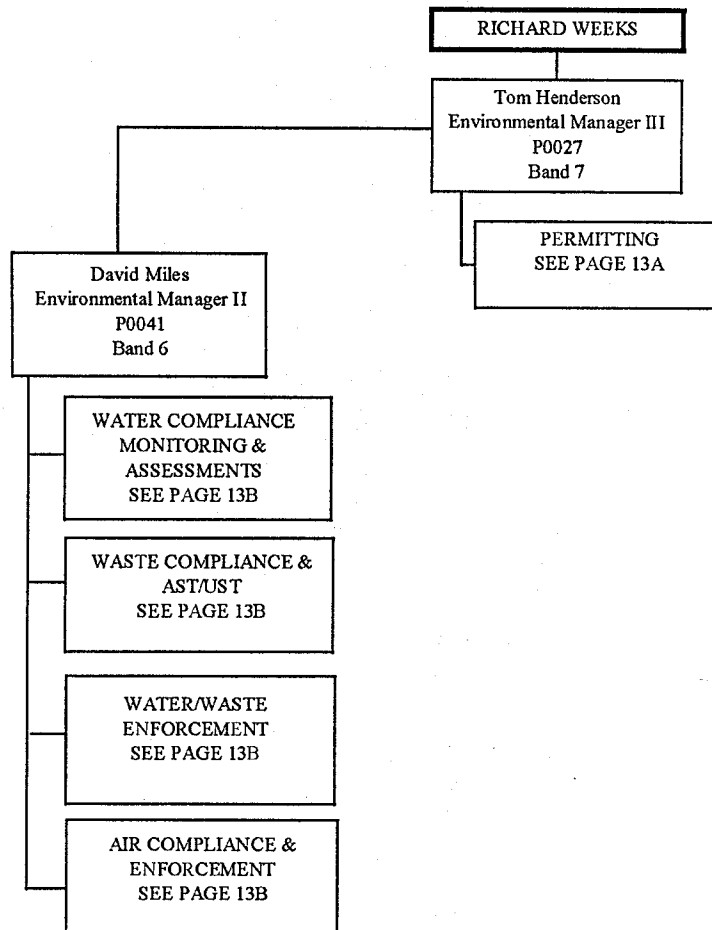 RICHARD WEEKS
Tom Henderson
Environmental Manager III
P0027
Band 7
PERMITTING
SEE PAGE 13A
David Miles
Environmental Manager II
P0041
Band 6
WATER COMPLIANCE
MONITORING &
ASSESSMENTS
SEE PAGE 13B
WASTE COMPLIANCE &
AST/UST
SEE PAGE 13B
WATER/WASTE
ENFORCEMENT
SEE PAGE 13B
AIR COMPLIANCE &
ENFORCEMENT
SEE PAGE 13B